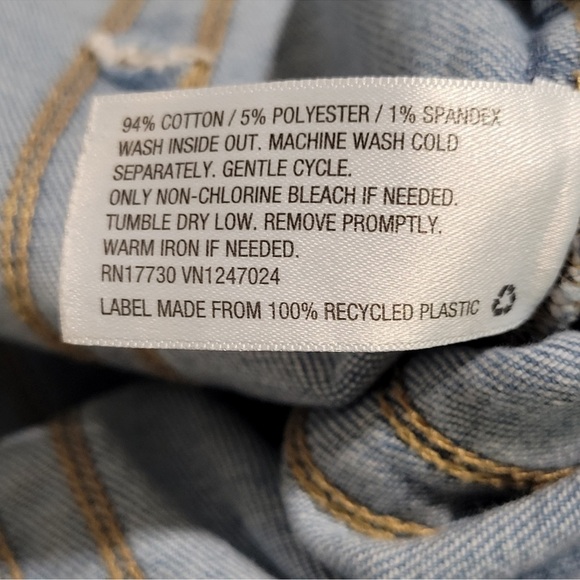 94% COTTON / 5% POLYESTER / 1% SPANDEX
WASH INSIDE OUT. MACHINE WASH COLD
SEPARATELY. GENTLE CYCLE.
ONLY NON-CHLORINE BLEACH IF NEEDED.
TUMBLE DRY LOW. REMOVE PROMPTLY.
WARM IRON IF NEEDED.
RN17730 VN1247024
LABEL MADE FROM 100% RECYCLED PLASTIC